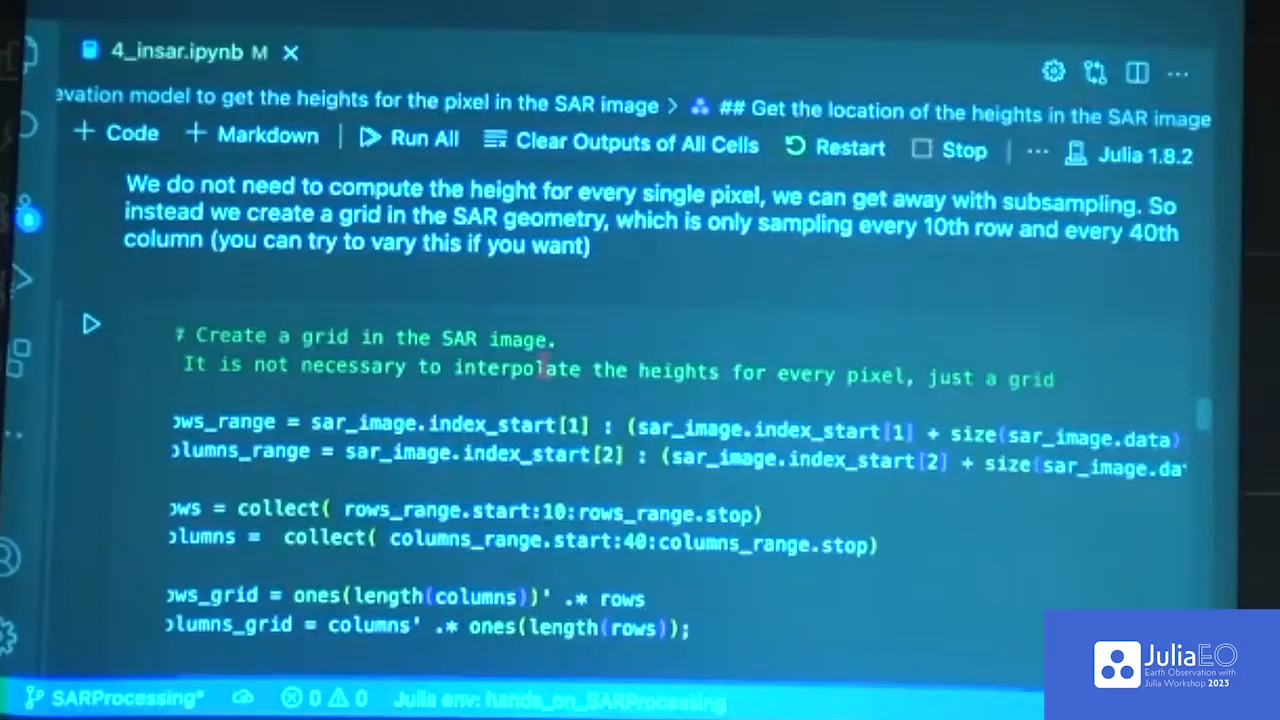 4_insar.ipynb M
evation model to get the heights for the pixel in the SAR image > ## Get the location of the heights in the SAR image
+ Code + Markdown | Run All Clear Outputs of All Cells Restart Stop | ... Julia 1.8.2
We do not need to compute the height for every single pixel, we can get away with subsampling. So
instead we create a grid in the SAR geometry, which is only sampling every 10th row and every 40th
column (you can try to vary this if you want)
# Create a grid in the SAR image.
It is not necessary to interpolate the heights for every pixel, just a grid
ows_range = sar_image.index_start[1] : (sar_image.index_start[1] + size(sar_image.data)
olumns_range = sar_image.index_start[2] : (sar_image.index_start[2] + size(sar_image.da
ows = collect( rows_range.start:10:rows_range.stop)
olumns = collect( columns_range.start:40:columns_range.stop)
ows_grid = ones(length(columns))' .* rows
olumns_grid = columns' .* ones(length(rows));
SARProcessing* 0 0 Julia env: hands_on_SARProcessing
JuliaEO
Earth Observation with
Julia Workshop 2023